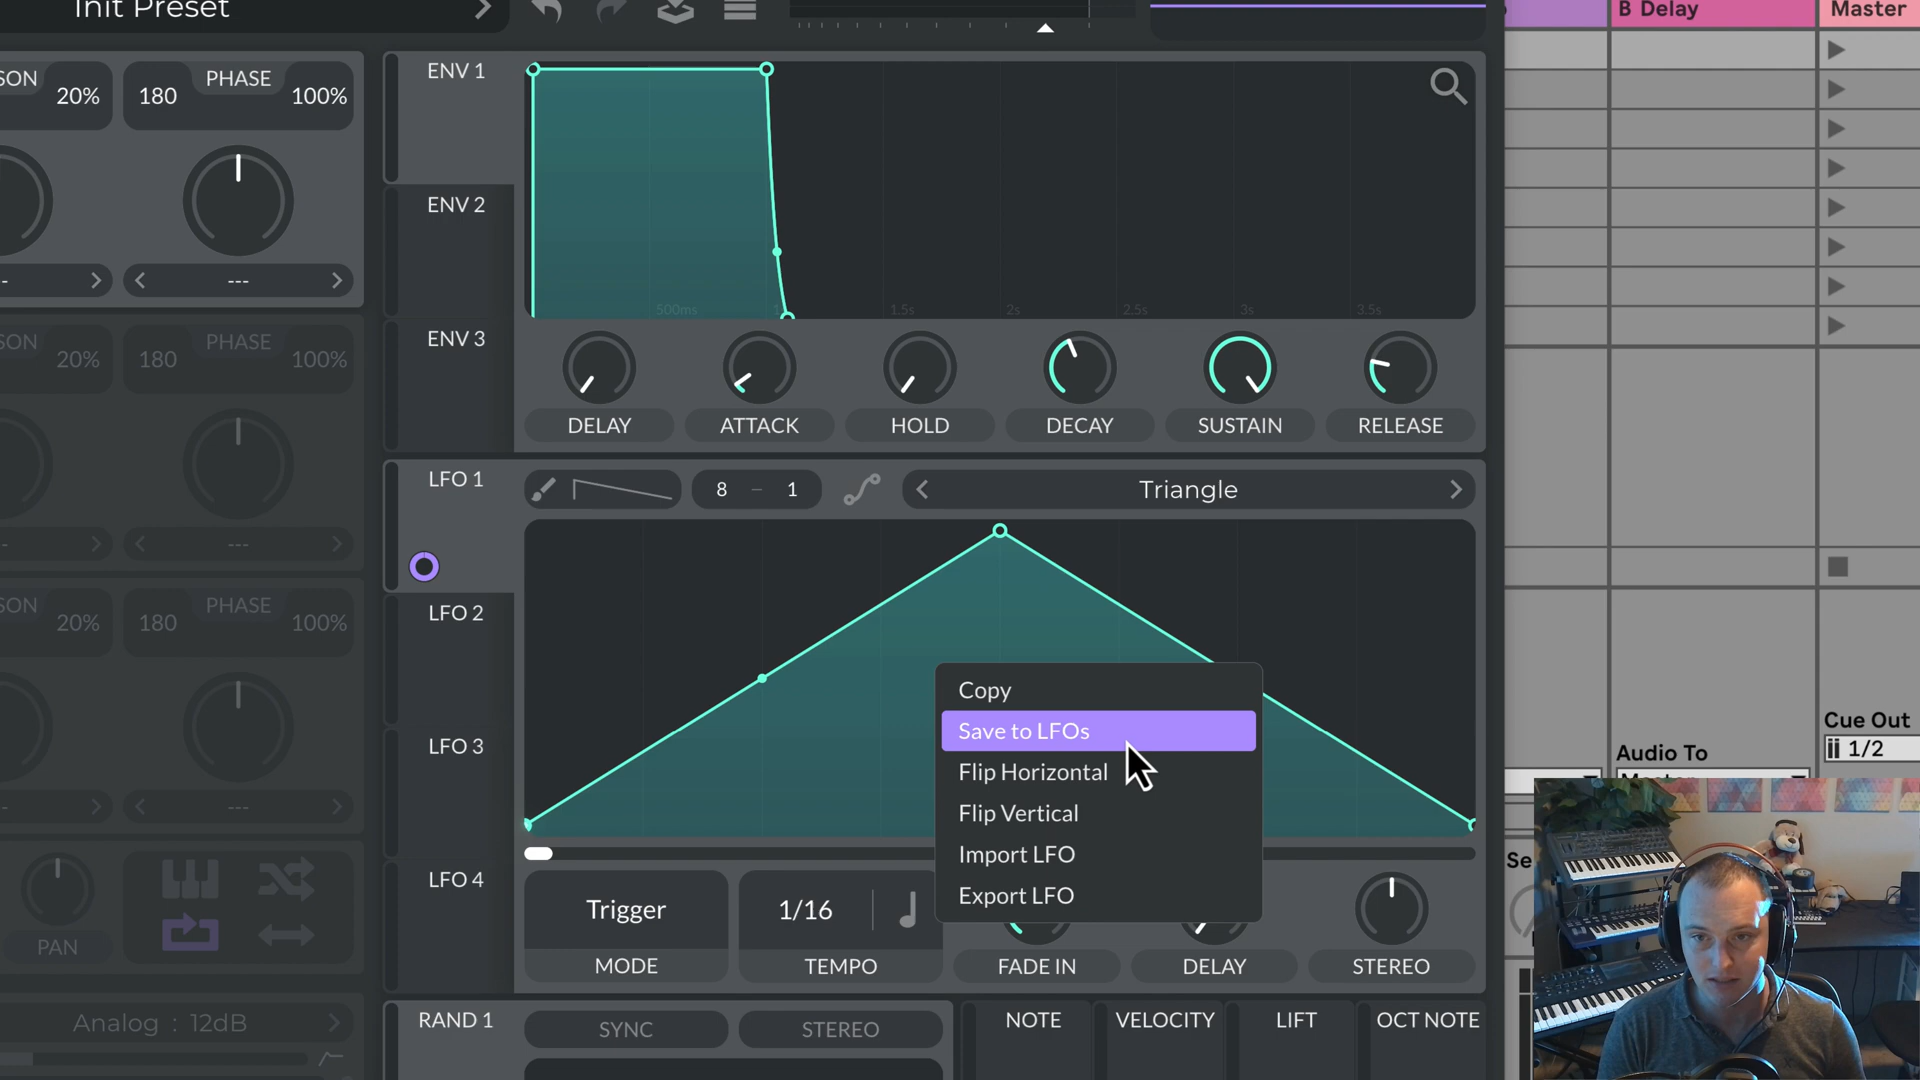 Init Preset
B Delay
Master
SON
20%
180
PHASE
100%
---
SON
20%
180
PHASE
100%
---
SON
20%
180
PHASE
100%
---
PAN
Analog : 12dB
ENV 1
ENV 2
ENV 3
500ms
1.5s
2s
2.5s
3s
3.5s
DELAY
ATTACK
HOLD
DECAY
SUSTAIN
RELEASE
LFO 1
LFO 2
LFO 3
LFO 4
8 – 1
Triangle
Copy
Save to LFOs
Flip Horizontal
Flip Vertical
Import LFO
Export LFO
Trigger
MODE
1/16
TEMPO
FADE IN
DELAY
STEREO
RAND 1
SYNC
STEREO
NOTE
VELOCITY
LIFT
OCT NOTE
Cue Out
1/2
Audio To
Se